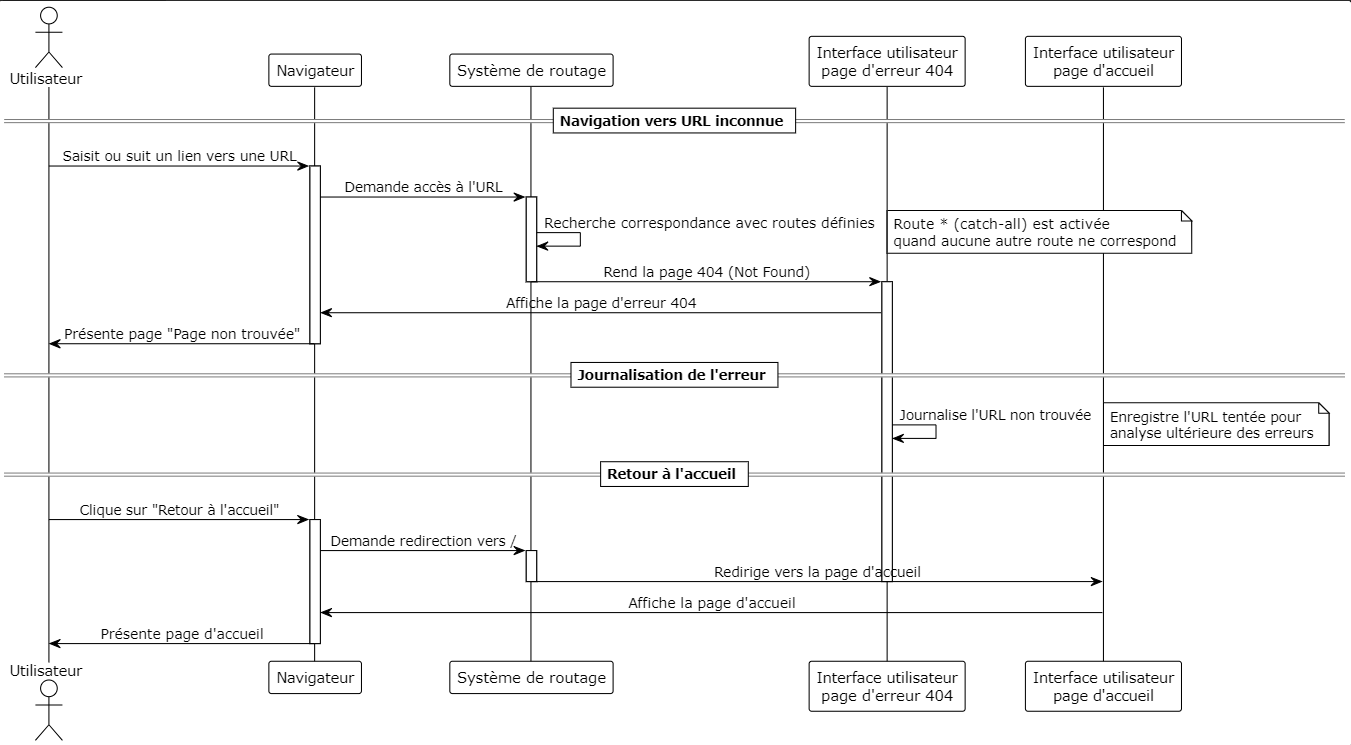 Utilisateur
Navigateur
Système de routage
Interface utilisateur
page d'erreur 404
Interface utilisateur
page d'accueil
Navigation vers URL inconnue
Saisit ou suit un lien vers une URL
Demande accès à l'URL
Recherche correspondance avec routes définies
Route * (catch-all) est activée
quand aucune autre route ne correspond
Rend la page 404 (Not Found)
Affiche la page d'erreur 404
Présente page "Page non trouvée"
Journalisation de l'erreur
Journalise l'URL non trouvée
Enregistre l'URL tentée pour
analyse ultérieure des erreurs
Retour à l'accueil
Clique sur "Retour à l'accueil"
Demande redirection vers /
Redirige vers la page d'accueil
Affiche la page d'accueil
Présente page d'accueil
Utilisateur
Navigateur
Système de routage
Interface utilisateur
page d'erreur 404
Interface utilisateur
page d'accueil